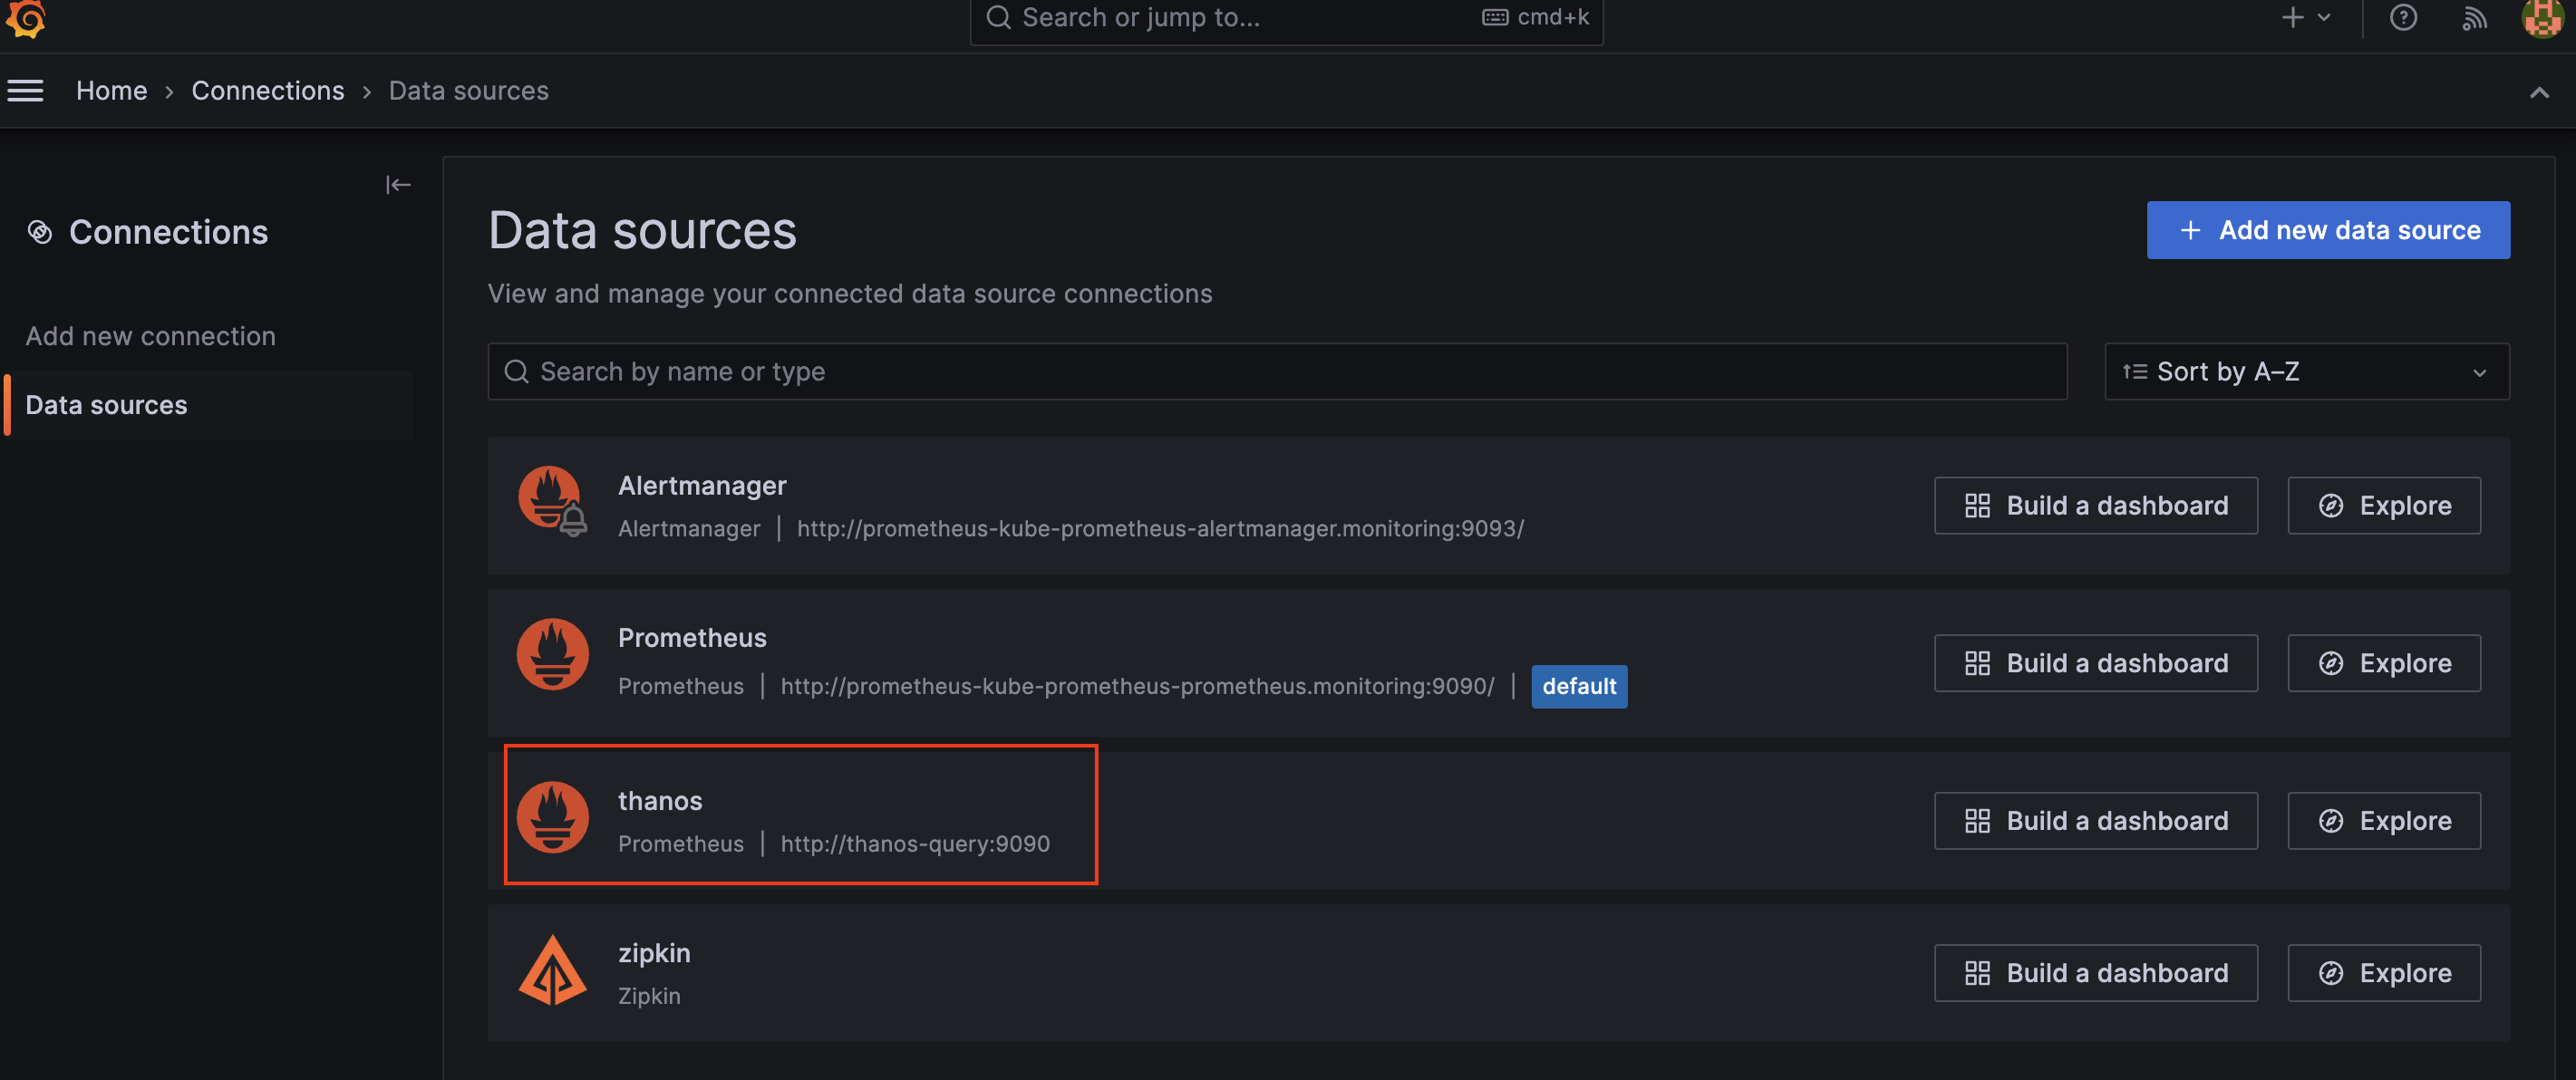 Search or jump to... cmd+k
Home › Connections › Data sources
Connections
Add new connection
Data sources
Data sources
Add new data source
View and manage your connected data source connections
Search by name or type
Sort by A–Z
Alertmanager
Alertmanager | http://prometheus-kube-prometheus-alertmanager.monitoring:9093/
Build a dashboard
Explore
Prometheus
Prometheus | http://prometheus-kube-prometheus-prometheus.monitoring:9090/ | default
Build a dashboard
Explore
thanos
Prometheus | http://thanos-query:9090
Build a dashboard
Explore
zipkin
Zipkin
Build a dashboard
Explore